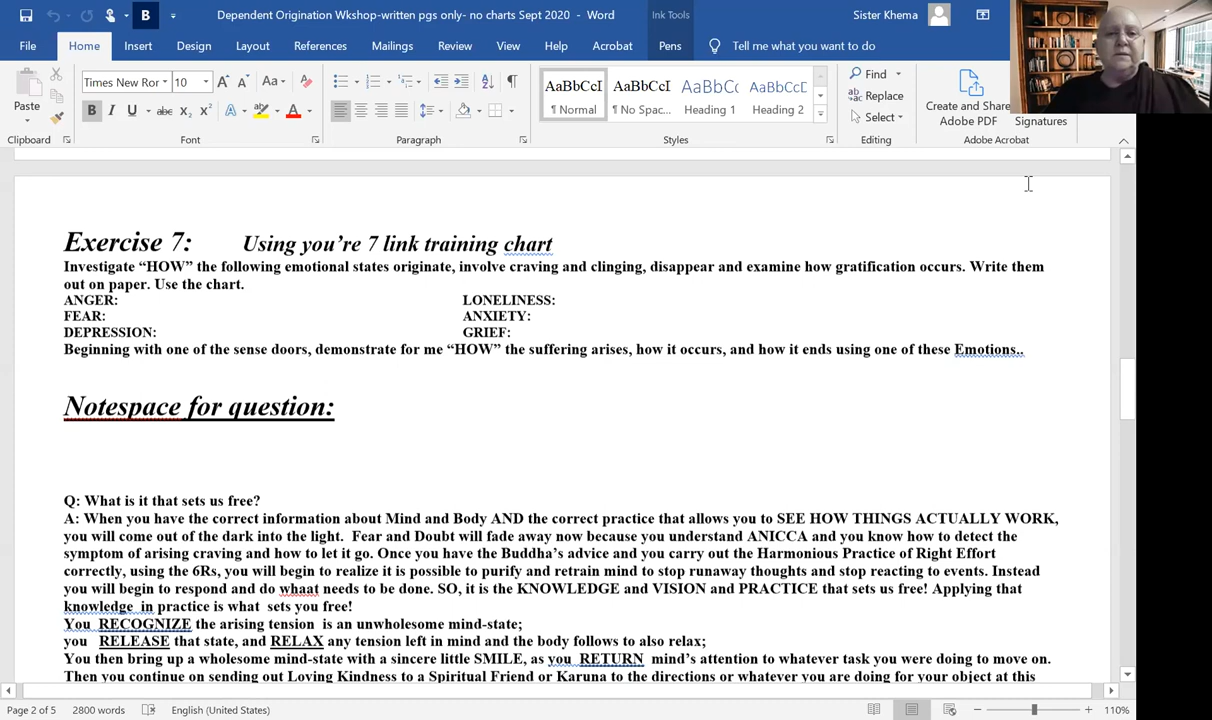 Dependent Origination Wkshop-written pgs only- no charts Sept 2020 - Word
Ink Tools
Sister Khema
File Home Insert Design Layout References Mailings Review View Help Acrobat Pens Tell me what you want to do
Times New Ror 10
Aa
Paste
B I U abc X₂ X² A A
AaBbCcI AaBbCcI AaBbC( AaBbCcD
¶ Normal ¶ No Spac... Heading 1 Heading 2
Find
Replace
Select
Create and Share
Adobe PDF
Signatures
Clipboard Font Paragraph Styles Editing Adobe Acrobat
Exercise 7: Using you’re 7 link training chart
Investigate “HOW” the following emotional states originate, involve craving and clinging, disappear and examine how gratification occurs. Write them
out on paper. Use the chart.
ANGER: LONELINESS:
FEAR: ANXIETY:
DEPRESSION: GRIEF:
Beginning with one of the sense doors, demonstrate for me “HOW” the suffering arises, how it occurs, and how it ends using one of these Emotions..
Notespace for question:
Q: What is it that sets us free?
A: When you have the correct information about Mind and Body AND the correct practice that allows you to SEE HOW THINGS ACTUALLY WORK,
you will come out of the dark into the light. Fear and Doubt will fade away now because you understand ANICCA and you know how to detect the
symptom of arising craving and how to let it go. Once you have the Buddha’s advice and you carry out the Harmonious Practice of Right Effort
correctly, using the 6Rs, you will begin to realize it is possible to purify and retrain mind to stop runaway thoughts and stop reacting to events. Instead
you will begin to respond and do whaat needs to be done. SO, it is the KNOWLEDGE and VISION and PRACTICE that sets us free! Applying that
knowledge in practice is what sets you free!
You RECOGNIZE the arising tension is an unwholesome mind-state;
you RELEASE that state, and RELAX any tension left in mind and the body follows to also relax;
You then bring up a wholesome mind-state with a sincere little SMILE, as you RETURN mind’s attention to whatever task you were doing to move on.
Then you continue on sending out Loving Kindness to a Spiritual Friend or Karuna to the directions or whatever you are doing for your object at this
Page 2 of 5 2800 words English (United States) 110%